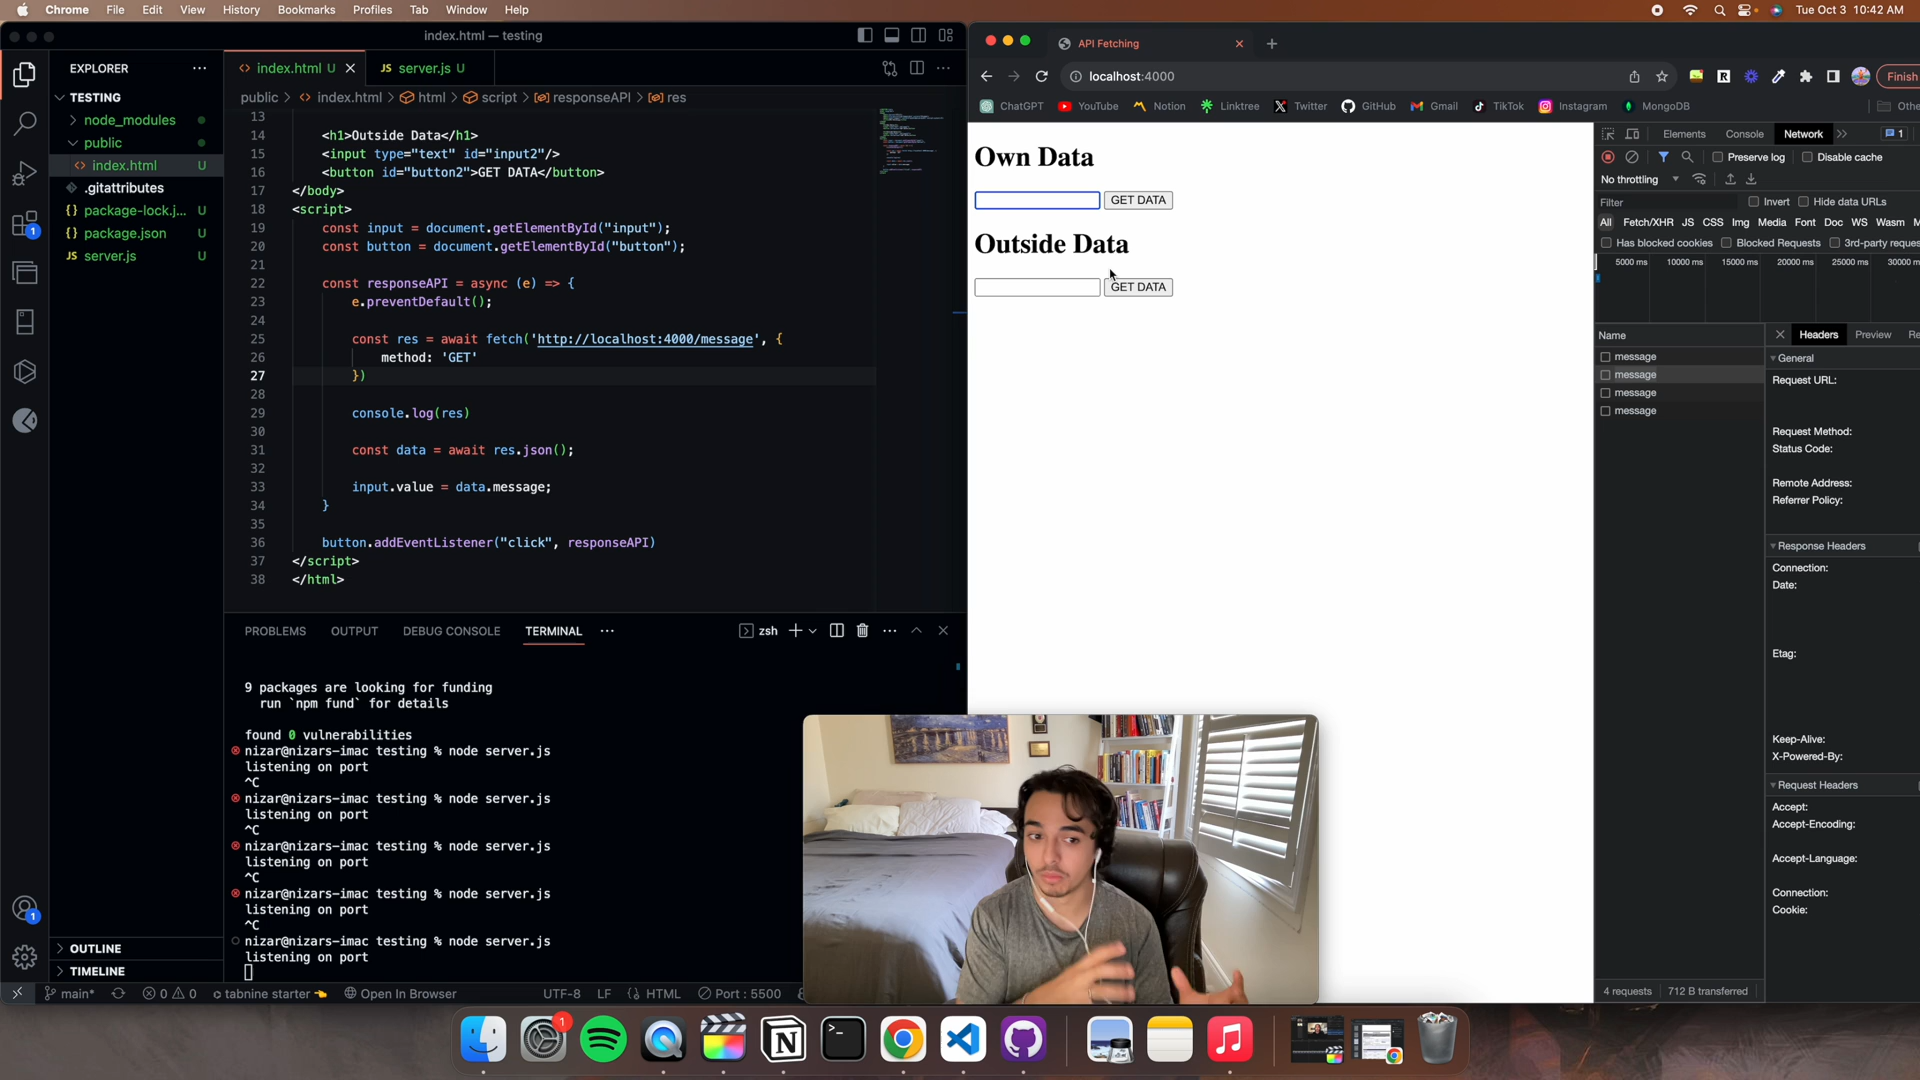 Chrome File Edit View History Bookmarks Profiles Tab Window Help
Tue Oct 3 10:42 AM
index.html — testing
EXPLORER
TESTING
node_modules
public
index.html U
.gitattributes
package-lock.j... U
package.json U
server.js U
OUTLINE
TIMELINE
index.html U
JS server.js U
public > index.html > html > script > responseAPI > res
13
14 <h1>Outside Data</h1>
15 <input type="text" id="input2"/>
16 <button id="button2">GET DATA</button>
17 </body>
18 <script>
19 const input = document.getElementById("input");
20 const button = document.getElementById("button");
21
22 const responseAPI = async (e) => {
23 e.preventDefault();
24
25 const res = await fetch('http://localhost:4000/message', {
26 method: 'GET'
27 })
28
29 console.log(res)
30
31 const data = await res.json();
32
33 input.value = data.message;
34 }
35
36 button.addEventListener("click", responseAPI)
37 </script>
38 </html>
PROBLEMS OUTPUT DEBUG CONSOLE TERMINAL
zsh
9 packages are looking for funding
run `npm fund` for details
found 0 vulnerabilities
nizar@nizars-imac testing % node server.js
listening on port
^C
nizar@nizars-imac testing % node server.js
listening on port
^C
nizar@nizars-imac testing % node server.js
listening on port
^C
nizar@nizars-imac testing % node server.js
listening on port
^C
nizar@nizars-imac testing % node server.js
listening on port
main* 0 0 tabnine starter Open In Browser UTF-8 LF HTML Port : 5500
API Fetching
localhost:4000
Finish
ChatGPT YouTube Notion Linktree Twitter GitHub Gmail TikTok Instagram MongoDB Othe
Own Data
GET DATA
Outside Data
GET DATA
Elements Console Network 1
Preserve log Disable cache
No throttling
Filter Invert Hide data URLs
All Fetch/XHR JS CSS Img Media Font Doc WS Wasm M
Has blocked cookies Blocked Requests 3rd-party reques
5000 ms 10000 ms 15000 ms 20000 ms 25000 ms 30000 m
Name
message
message
message
message
Headers Preview Re
General
Request URL:
Request Method:
Status Code:
Remote Address:
Referrer Policy:
Response Headers
Connection:
Date:
Etag:
Keep-Alive:
X-Powered-By:
Request Headers
Accept:
Accept-Encoding:
Accept-Language:
Connection:
Cookie:
4 requests 712 B transferred